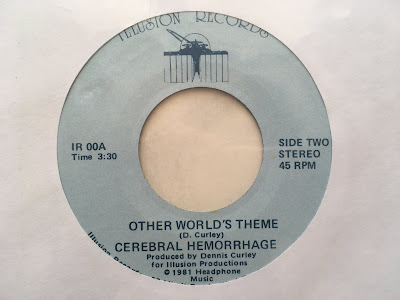 ILLUSION RECORDS
IR 00A
Time 3:30
SIDE TWO
STEREO
45 RPM
OTHER WORLD'S THEME
(D. Curley)
CEREBRAL HEMORRHAGE
Produced by Dennis Curley
for Illusion Productions
© 1981 Headphone
Music
Illusion